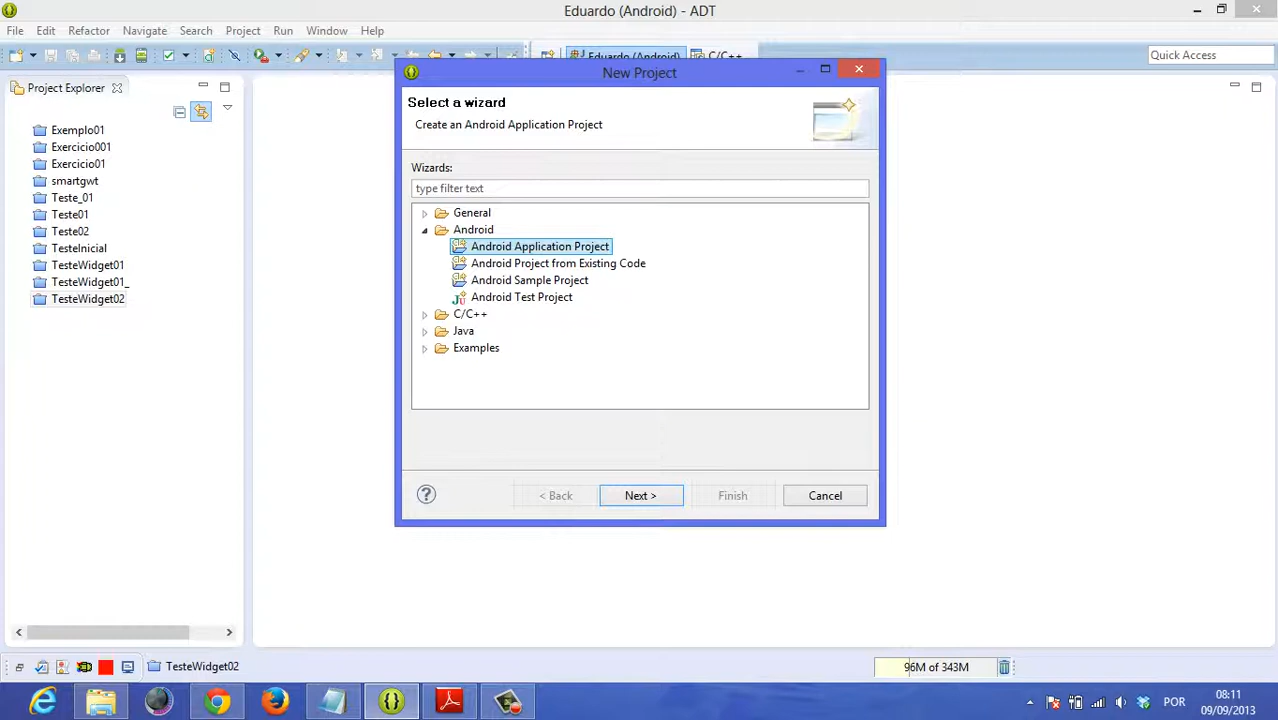 Eduardo (Android) - ADT
File Edit Refactor Navigate Search Project Run Window Help
Eduardo (Android) C/C++ Quick Access
Project Explorer
Exemplo01
Exercicio001
Exercicio01
smartgwt
Teste_01
Teste01
Teste02
TesteInicial
TesteWidget01
TesteWidget01_
TesteWidget02
New Project
Select a wizard
Create an Android Application Project
Wizards:
type filter text
General
Android
Android Application Project
Android Project from Existing Code
Android Sample Project
Android Test Project
C/C++
Java
Examples
< Back Next > Finish Cancel
TesteWidget02
96M of 343M
POR
08:11
09/09/2013